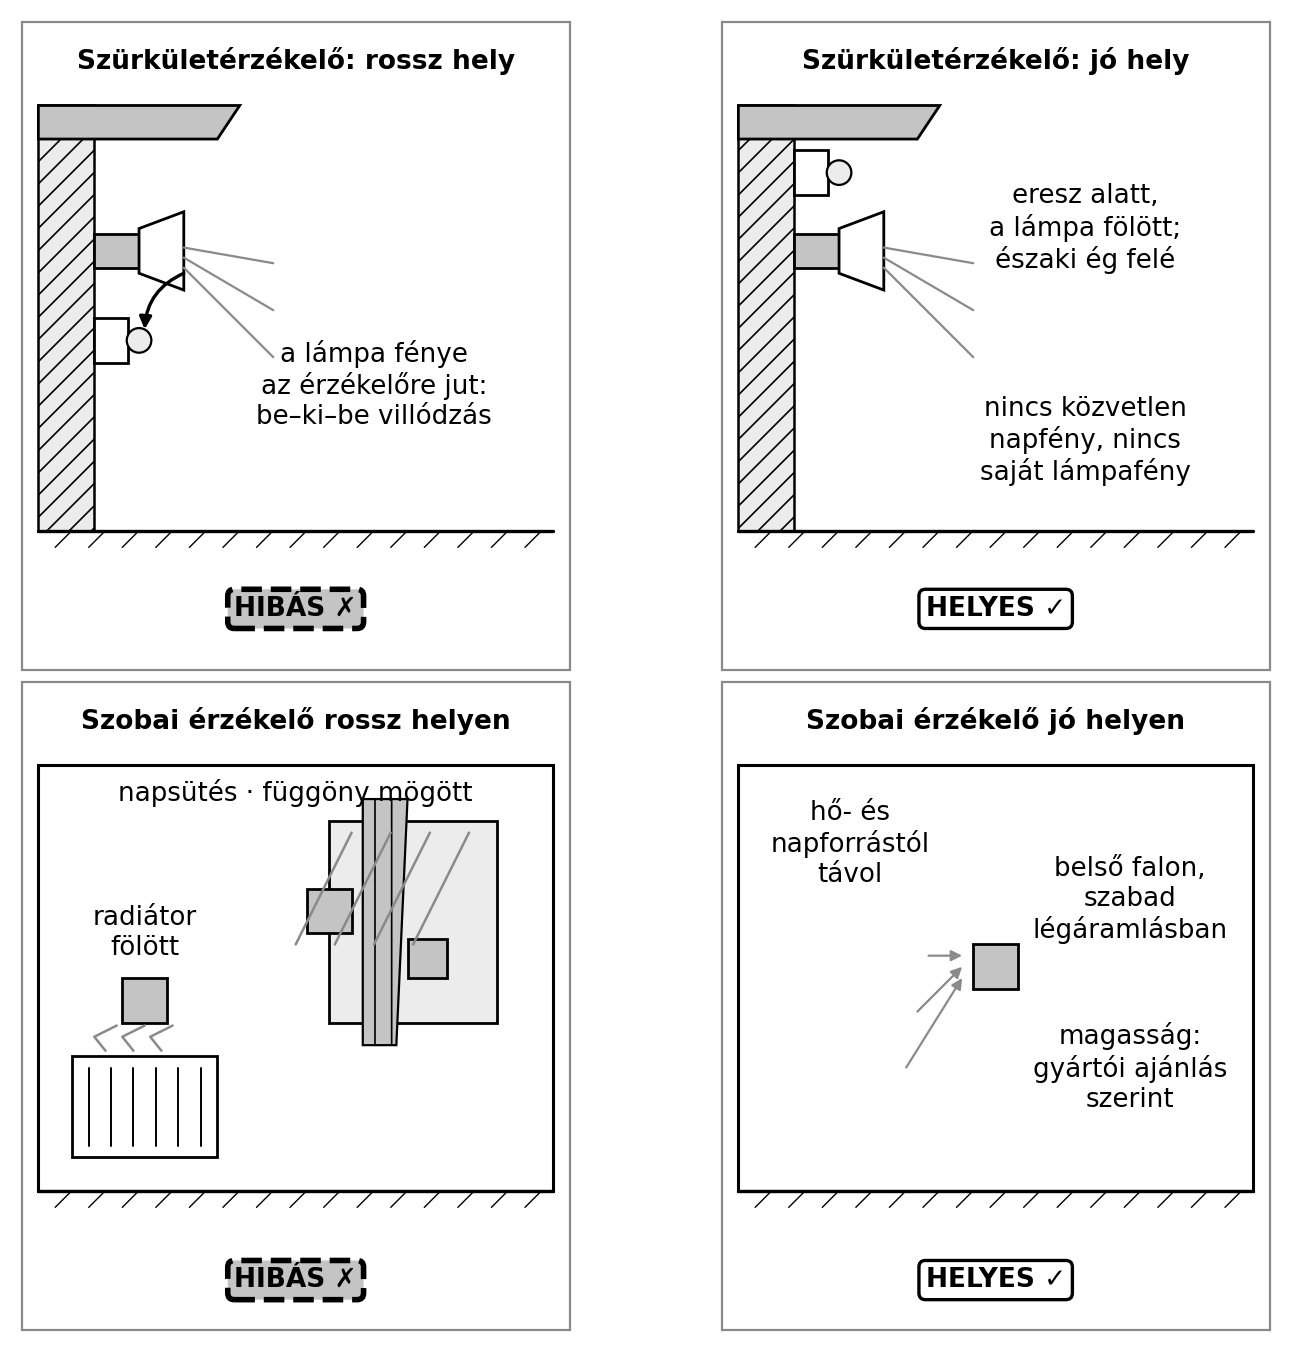 Szürkületérzékelő: rossz hely
a lámpa fénye
az érzékelőre jut:
be–ki–be villódzás
HIBÁS ✗
Szürkületérzékelő: jó hely
eresz alatt,
a lámpa fölött;
északi ég felé
nincs közvetlen
napfény, nincs
saját lámpafény
HELYES ✓
Szobai érzékelő rossz helyen
napsütés · függöny mögött
radiátor
fölött
HIBÁS ✗
Szobai érzékelő jó helyen
hő- és
napforrástól
távol
belső falon,
szabad
légáramlásban
magasság:
gyártói ajánlás
szerint
HELYES ✓